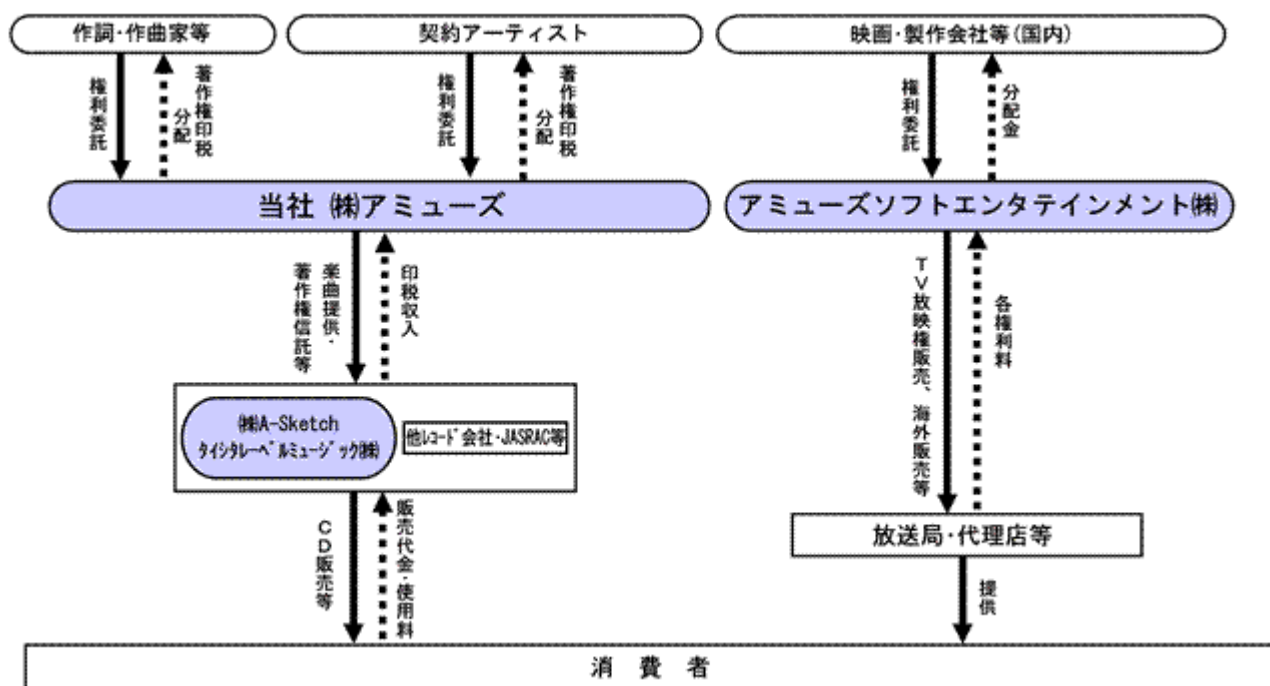 作詞・作曲家等
契約アーティスト
映画・製作会社等(国内)
権利委託
著作権印税
分配
権利委託
著作権印税
分配
権利委託
分配金
当社 ㈱アミューズ
アミューズソフトエンタテインメント㈱
楽曲提供・
著作権信託等
印税収入
TV放映権販売、海外販売等
各権利料
㈱A-Sketch
タイシタレーベルミュージック㈱
他レコード会社・JASRAC等
CD販売等
販売代金・使用料
放送局・代理店等
提供
消費者